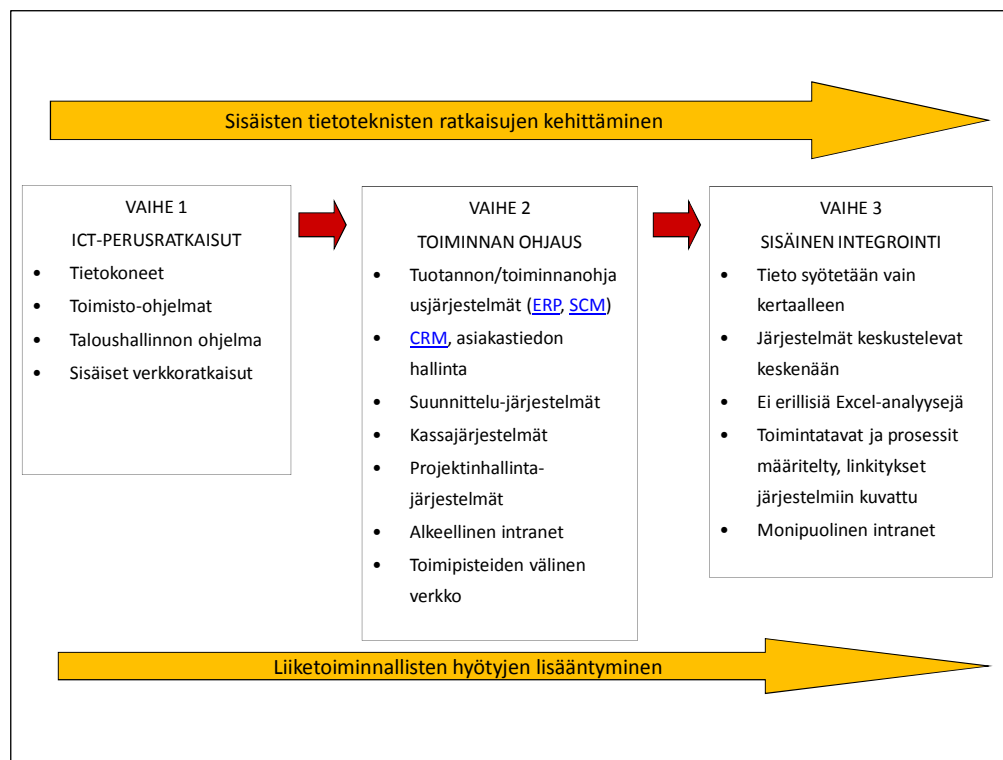 Sisäisten tietoteknisten ratkaisujen kehittäminen
VAIHE 1
ICT-PERUSRATKAISUT
• Tietokoneet
• Toimisto-ohjelmat
• Taloushallinnon ohjelma
• Sisäiset verkkoratkaisut
VAIHE 2
TOIMINNAN OHJAUS
• Tuotannon/toiminnanohja
usjärjestelmät (ERP, SCM)
• CRM, asiakastiedon
hallinta
• Suunnittelu-järjestelmät
• Kassajärjestelmät
• Projektinhallinta-
järjestelmät
• Alkeellinen intranet
• Toimipisteiden välinen
verkko
VAIHE 3
SISÄINEN INTEGROINTI
• Tieto syötetään vain
kertaalleen
• Järjestelmät keskustelevat
keskenään
• Ei erillisiä Excel-analyysejä
• Toimintatavat ja prosessit
määritelty, linkitykset
järjestelmiin kuvattu
• Monipuolinen intranet
Liiketoiminnallisten hyötyjen lisääntyminen